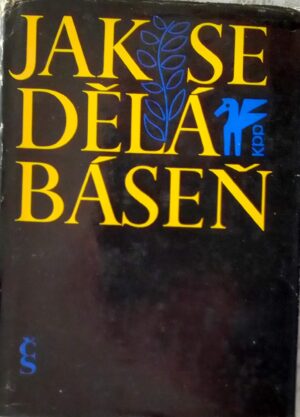 JAK SE
DĚLÁ
kpp
BÁSEŇ
ČS